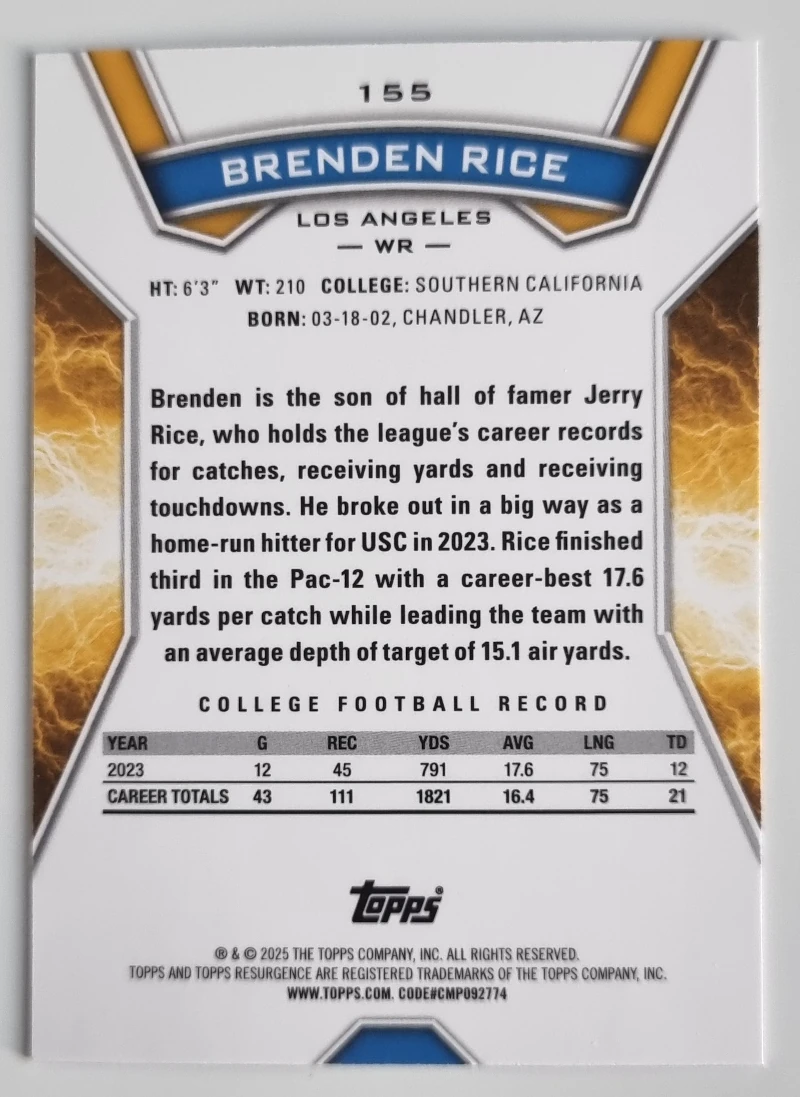 155
BRENDEN RICE
LOS ANGELES
— WR —
HT: 6'3" WT: 210 COLLEGE: SOUTHERN CALIFORNIA
BORN: 03-18-02, CHANDLER, AZ
Brenden is the son of hall of famer Jerry
Rice, who holds the league's career records
for catches, receiving yards and receiving
touchdowns. He broke out in a big way as a
home-run hitter for USC in 2023. Rice finished
third in the Pac-12 with a career-best 17.6
yards per catch while leading the team with
an average depth of target of 15.1 air yards.
COLLEGE FOOTBALL RECORD
YEAR G REC YDS AVG LNG TD
2023 12 45 791 17.6 75 12
CAREER TOTALS 43 111 1821 16.4 75 21
Topps®
® & © 2025 THE TOPPS COMPANY, INC. ALL RIGHTS RESERVED.
TOPPS AND TOPPS RESURGENCE ARE REGISTERED TRADEMARKS OF THE TOPPS COMPANY, INC.
WWW.TOPPS.COM. CODE#CMP092774